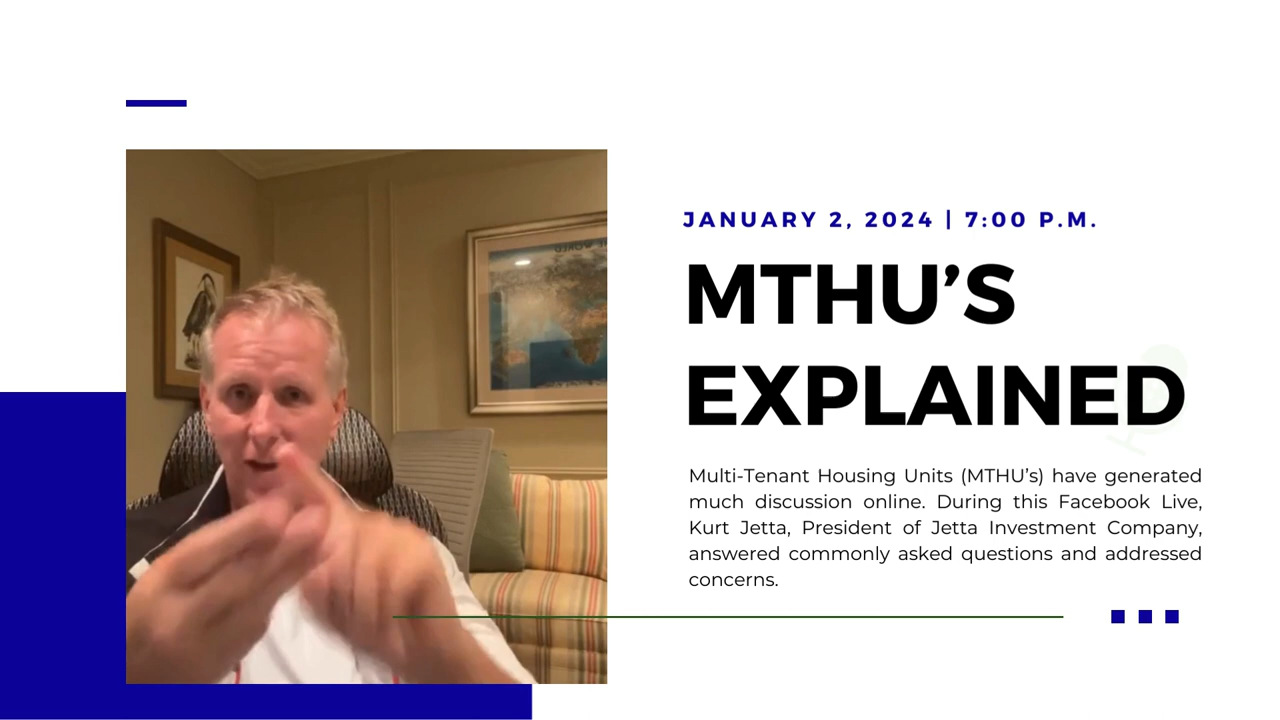 JANUARY 2, 2024 | 7:00 P.M.
MTHU’S
EXPLAINED
Multi-Tenant Housing Units (MTHU’s) have generated
much discussion online. During this Facebook Live,
Kurt Jetta, President of Jetta Investment Company,
answered commonly asked questions and addressed
concerns.